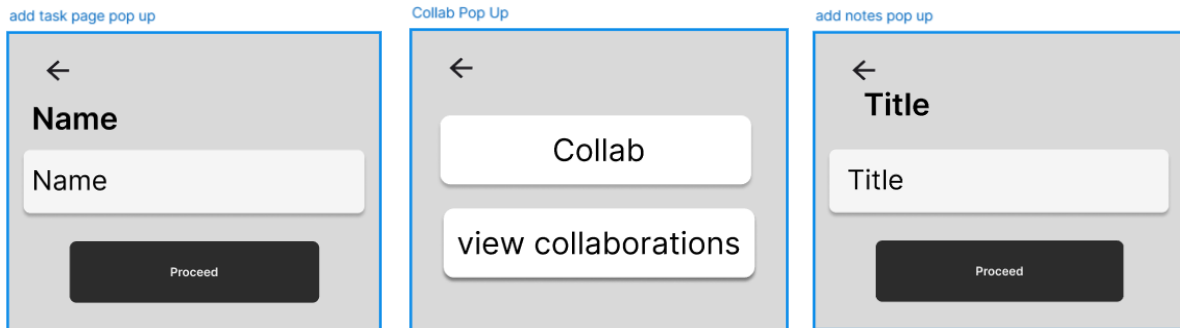 add task page pop up
Name
Name
Proceed
Collab Pop Up
Collab
view collaborations
add notes pop up
Title
Title
Proceed